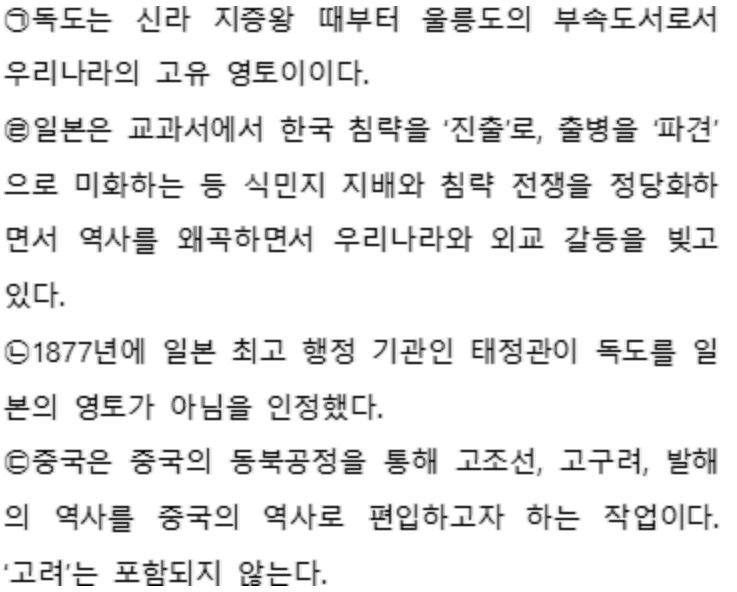 ㉠독도는 신라 지증왕 때부터 울릉도의 부속도서로서
우리나라의 고유 영토이이다.
㉣일본은 교과서에서 한국 침략을 ‘진출’로, 출병을 ‘파견’
으로 미화하는 등 식민지 지배와 침략 전쟁을 정당화하
면서 역사를 왜곡하면서 우리나라와 외교 갈등을 빚고
있다.
㉡1877년에 일본 최고 행정 기관인 태정관이 독도를 일
본의 영토가 아님을 인정했다.
㉢중국은 중국의 동북공정을 통해 고조선, 고구려, 발해
의 역사를 중국의 역사로 편입하고자 하는 작업이다.
‘고려’는 포함되지 않는다.